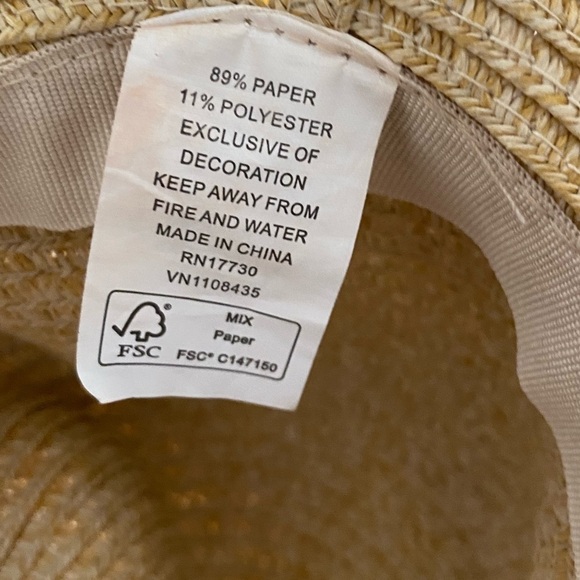 89% PAPER
11% POLYESTER
EXCLUSIVE OF
DECORATION
KEEP AWAY FROM
FIRE AND WATER
MADE IN CHINA
RN17730
VN1108435
FSC®
MIX
Paper
FSC® C147150